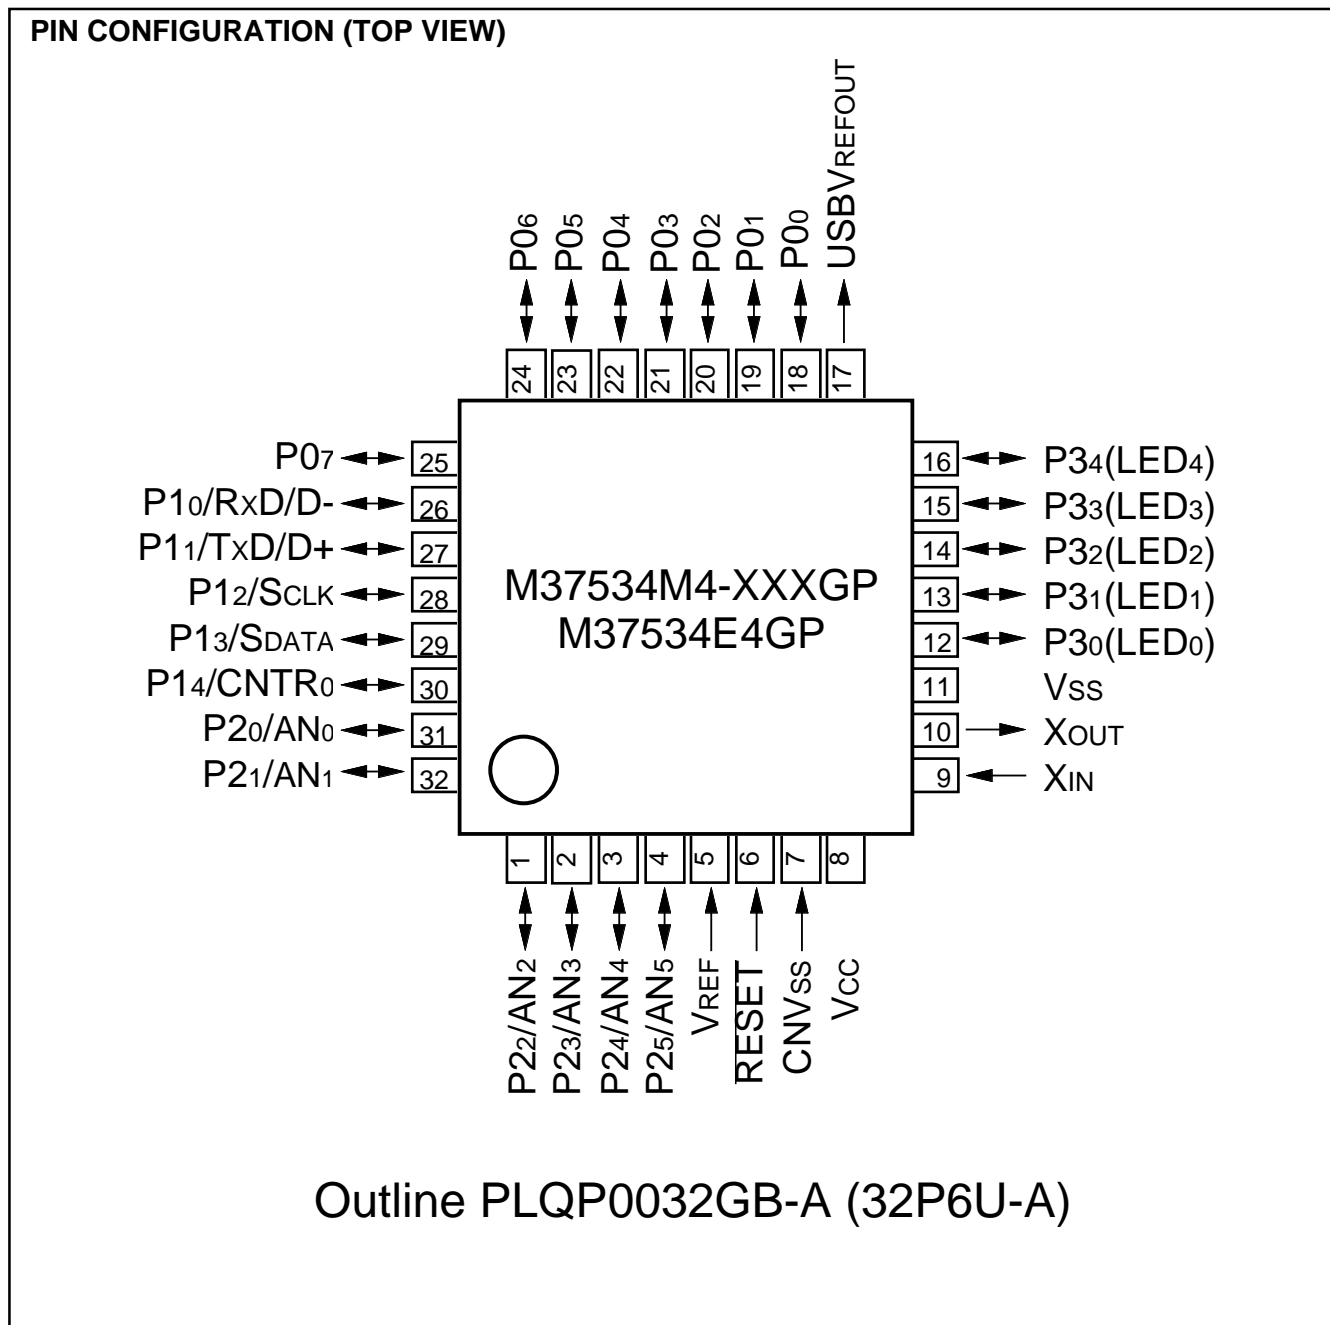 PIN CONFIGURATION (TOP VIEW)
P06
P05
P04
P03
P02
P01
P00
USBVREFOUT
24
23
22
21
20
19
18
17
P07
25
P10/RXD/D-
26
P11/TXD/D+
27
P12/SCLK
28
P13/SDATA
29
P14/CNTR0
30
P20/AN0
31
P21/AN1
32
M37534M4-XXXGP
M37534E4GP
16
P34(LED4)
15
P33(LED3)
14
P32(LED2)
13
P31(LED1)
12
P30(LED0)
11
VSS
10
XOUT
9
XIN
1
2
3
4
5
6
7
8
P22/AN2
P23/AN3
P24/AN4
P25/AN5
VREF
RESET
CNVSS
VCC
Outline PLQP0032GB-A (32P6U-A)